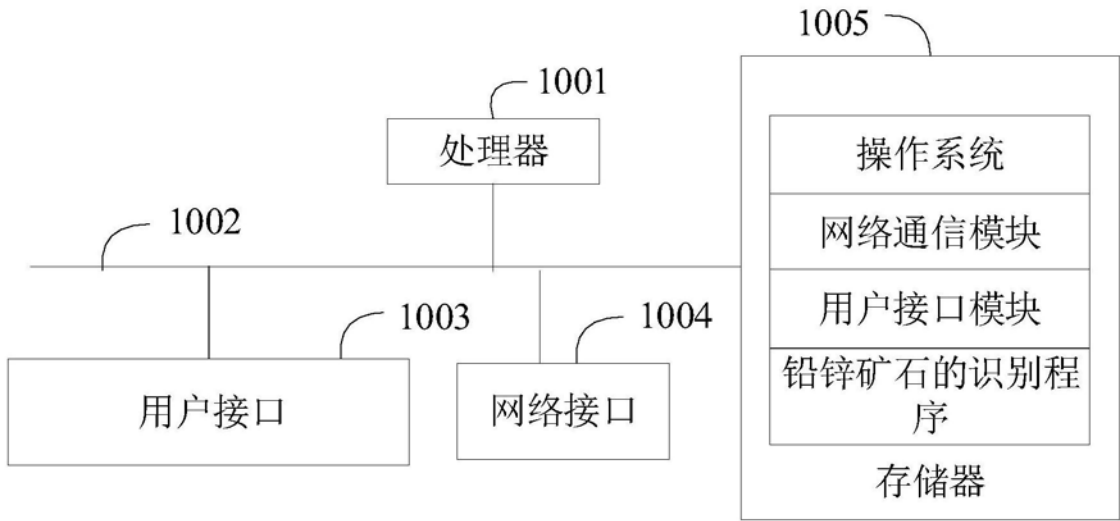 1005
1001
处理器
操作系统
1002
网络通信模块
用户接口模块
1003
1004
铅锌矿石的识别程
序
用户接口
网络接口
存储器